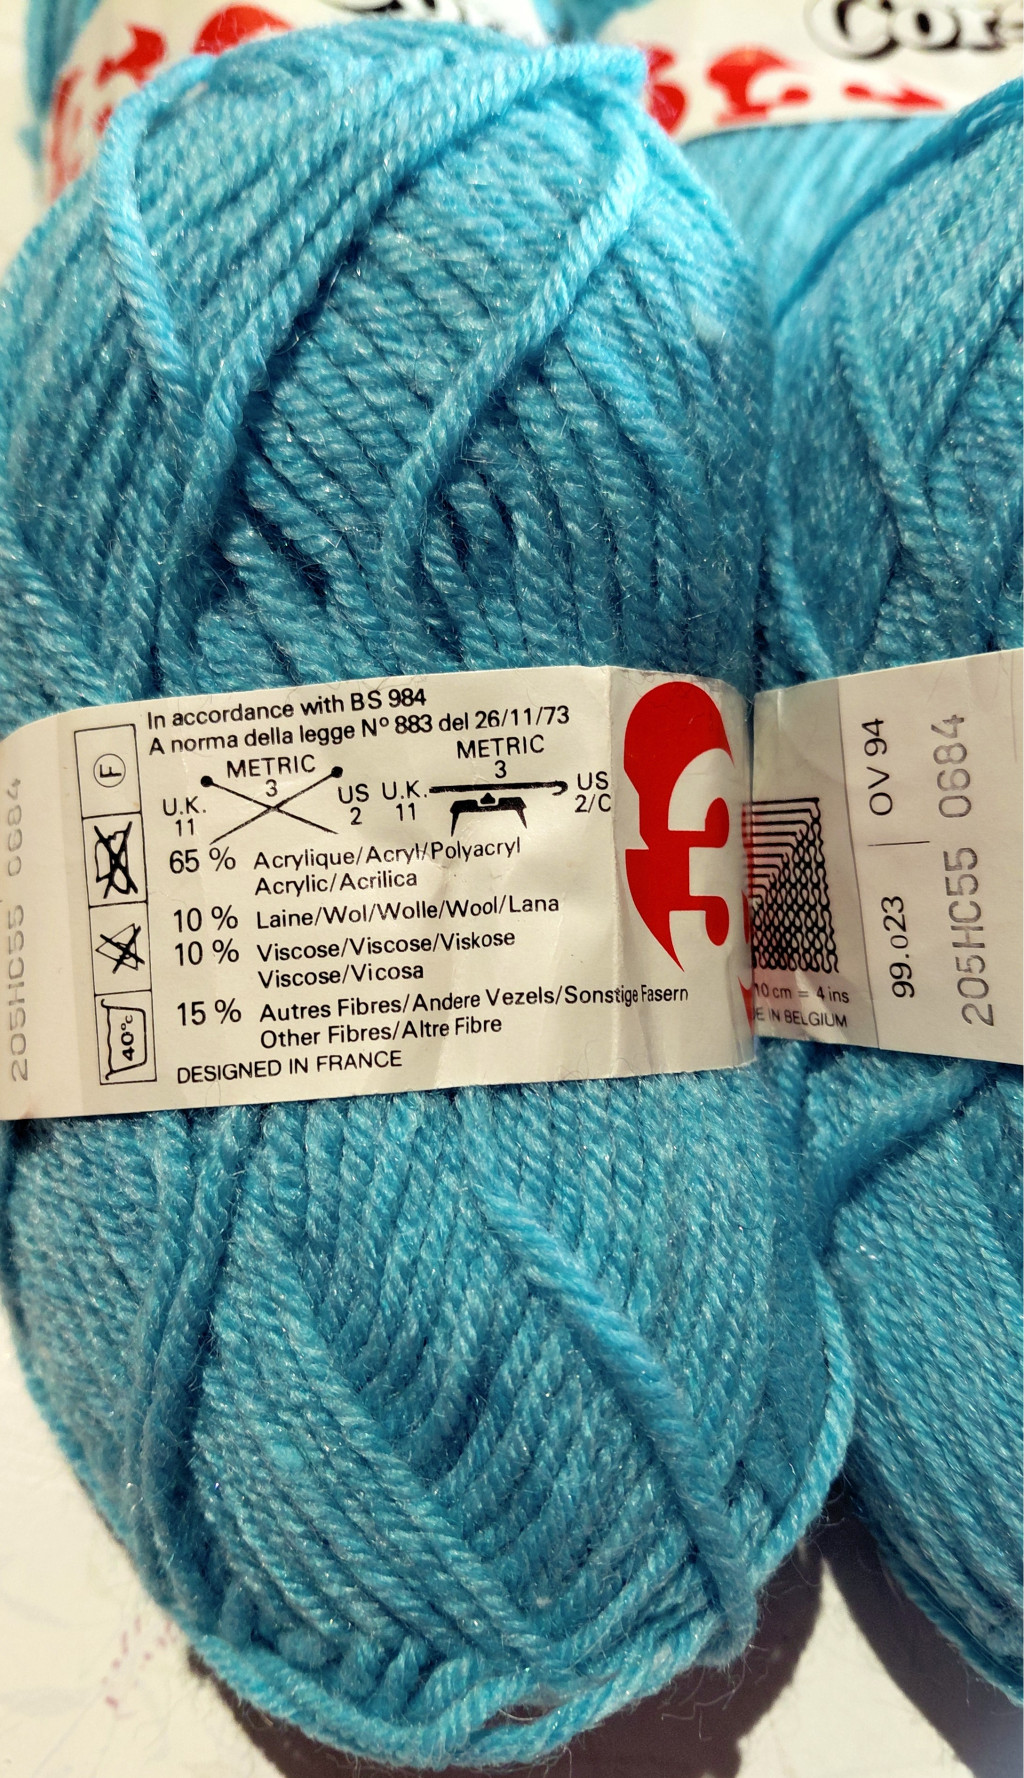 Cor
In accordance with BS 984
A norma della legge Nº 883 del 26/11/73
METRIC
3
U.K.
11
US
2
METRIC
3
U.K.
11
US
2/C
F
65 % Acrylique/Acryl/Polyacryl
Acrylic/Acrilica
10 % Laine/Wol/Wolle/Wool/Lana
10 % Viscose/Viscose/Viskose
Viscose/Vicosa
15 % Autres Fibres/Andere Vezels/Sonstige Fasern
Other Fibres/Altre Fibre
40°C
DESIGNED IN FRANCE
205HC55 0684
10 cm = 4 ins
E IN BELGIUM
99.023 | OV 94
205HC55 0684